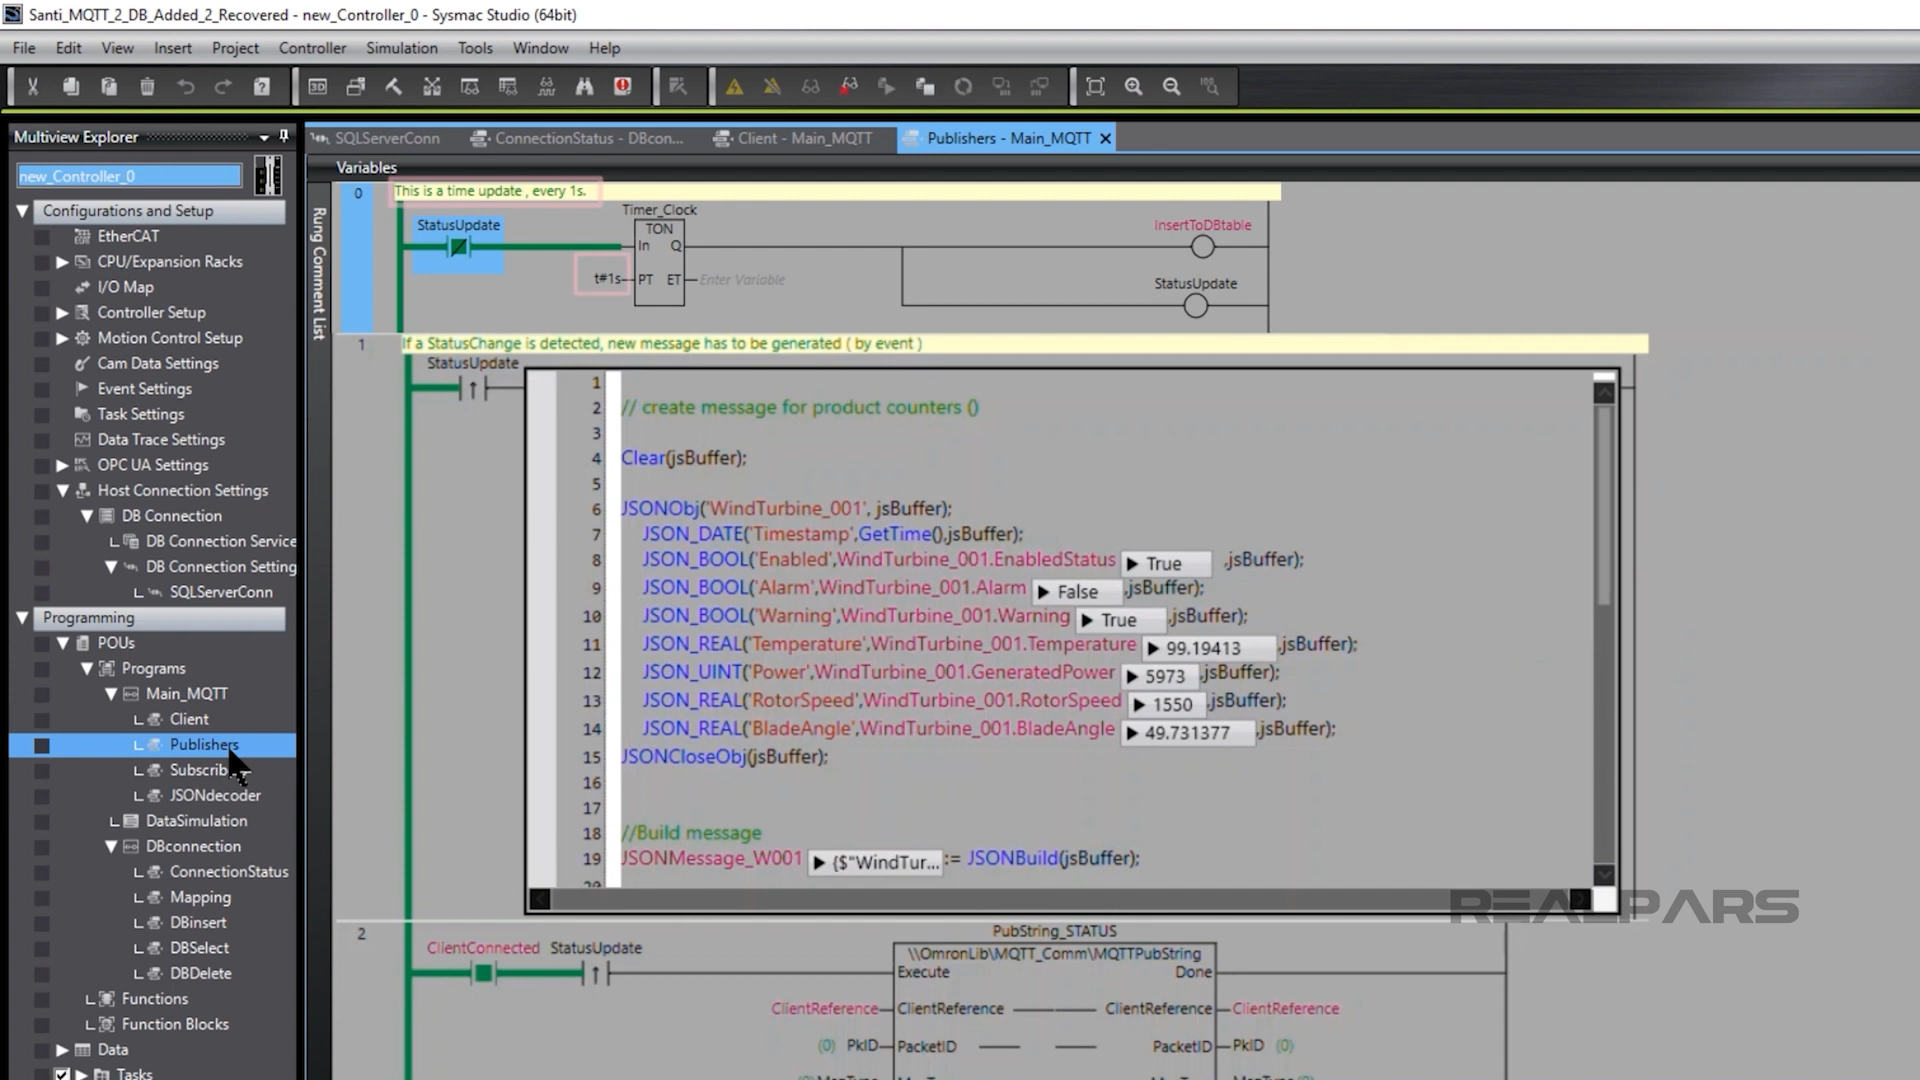 Santi_MQTT_2_DB_Added_2_Recovered - new_Controller_0 - Sysmac Studio (64bit)
File Edit View Insert Project Controller Simulation Tools Window Help
Multiview Explorer
new_Controller_0
Configurations and Setup
EtherCAT
CPU/Expansion Racks
I/O Map
Controller Setup
Motion Control Setup
Cam Data Settings
Event Settings
Task Settings
Data Trace Settings
OPC UA Settings
Host Connection Settings
DB Connection
DB Connection Service
DB Connection Setting
SQLServerConn
Programming
POUs
Programs
Main_MQTT
Client
Publishers
Subscrib
JSONdecoder
DataSimulation
DBconnection
ConnectionStatus
Mapping
DBinsert
DBSelect
DBDelete
Functions
Function Blocks
Data
Tasks
SQLServerConn ConnectionStatus - DBcon... Client - Main_MQTT Publishers - Main_MQTT
Variables
Rung Comment List
0 This is a time update , every 1s.
StatusUpdate Timer_Clock InsertToDBtable
TON
In Q
t#1s PT ET Enter Variable StatusUpdate
1 If a StatusChange is detected, new message has to be generated ( by event )
StatusUpdate
1
2 // create message for product counters ()
3
4 Clear(jsBuffer);
5
6 JSONObj('WindTurbine_001', jsBuffer);
7 JSON_DATE('Timestamp',GetTime(),jsBuffer);
8 JSON_BOOL('Enabled',WindTurbine_001.EnabledStatus True ,jsBuffer);
9 JSON_BOOL('Alarm',WindTurbine_001.Alarm False ,jsBuffer);
10 JSON_BOOL('Warning',WindTurbine_001.Warning True ,jsBuffer);
11 JSON_REAL('Temperature',WindTurbine_001.Temperature 99.19413 ,jsBuffer);
12 JSON_UINT('Power',WindTurbine_001.GeneratedPower 5973 ,jsBuffer);
13 JSON_REAL('RotorSpeed',WindTurbine_001.RotorSpeed 1550 ,jsBuffer);
14 JSON_REAL('BladeAngle',WindTurbine_001.BladeAngle 49.731377 ,jsBuffer);
15 JSONCloseObj(jsBuffer);
16
17
18 //Build message
19 JSONMessage_W001 {$"WindTur... := JSONBuild(jsBuffer);
20
REALPARS
2 PubString_STATUS
ClientConnected StatusUpdate \\OmronLib\MQTT_Comm\MQTTPubString
Execute Done
ClientReference ClientReference ClientReference ClientReference
(0) PkID PacketID PacketID PkID (0)